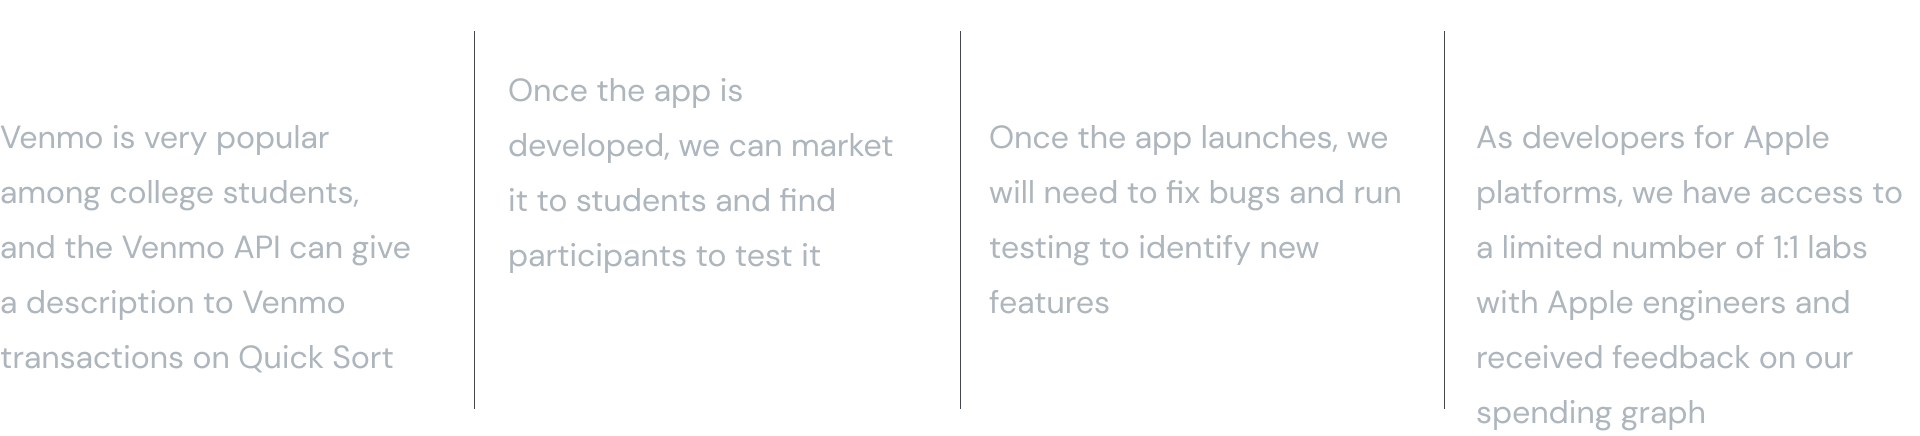 Venmo is very popular
among college students,
and the Venmo API can give
a description to Venmo
transactions on Quick Sort
Once the app is
developed, we can market
it to students and find
participants to test it
Once the app launches, we
will need to fix bugs and run
testing to identify new
features
As developers for Apple
platforms, we have access to
a limited number of 1:1 labs
with Apple engineers and
received feedback on our
spending graph